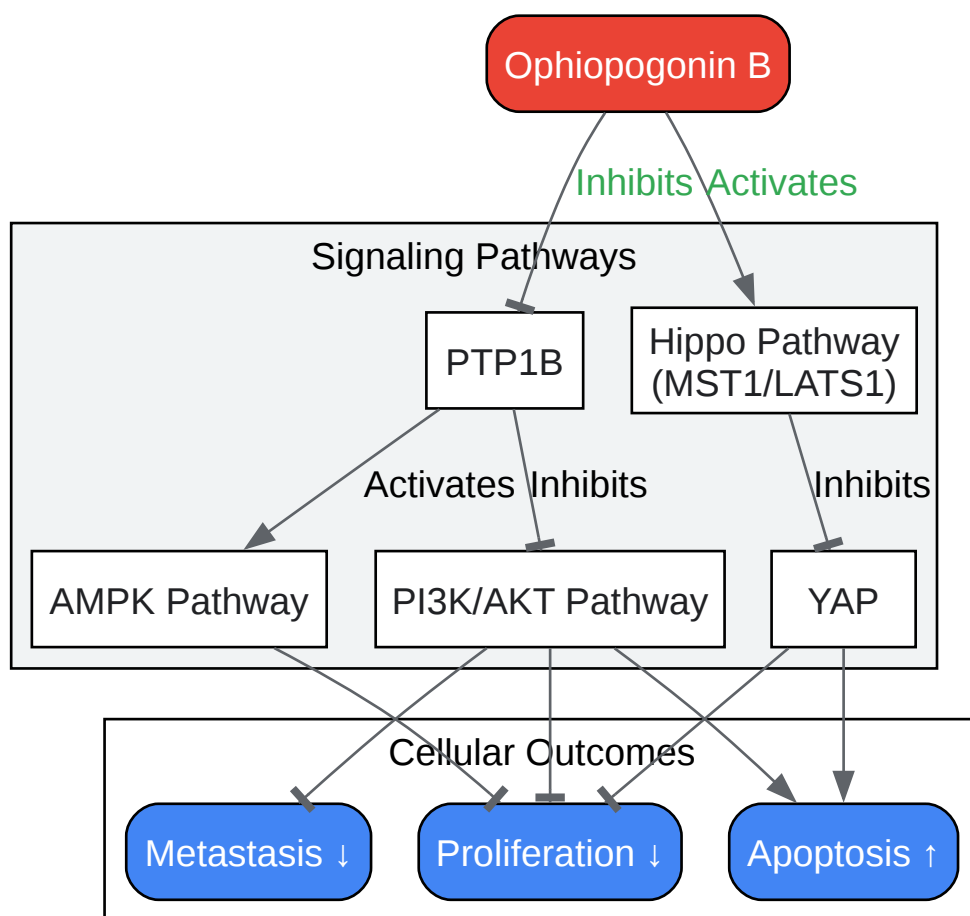 Ophiopogonin B
Inhibits
Activates
Signaling Pathways
PTP1B
Hippo Pathway
(MST1/LATS1)
Activates
Inhibits
Inhibits
AMPK Pathway
PI3K/AKT Pathway
YAP
Cellular Outcomes
Metastasis ↓
Proliferation ↓
Apoptosis ↑